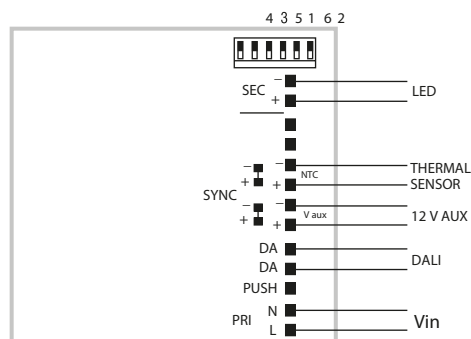 4 3 5 1 6 2
SEC − LED
+
− NTC THERMAL
+ SENSOR
SYNC
− +
− V aux 12 V AUX
+
− +
DA
DA DALI
PUSH
PRI N Vin
L